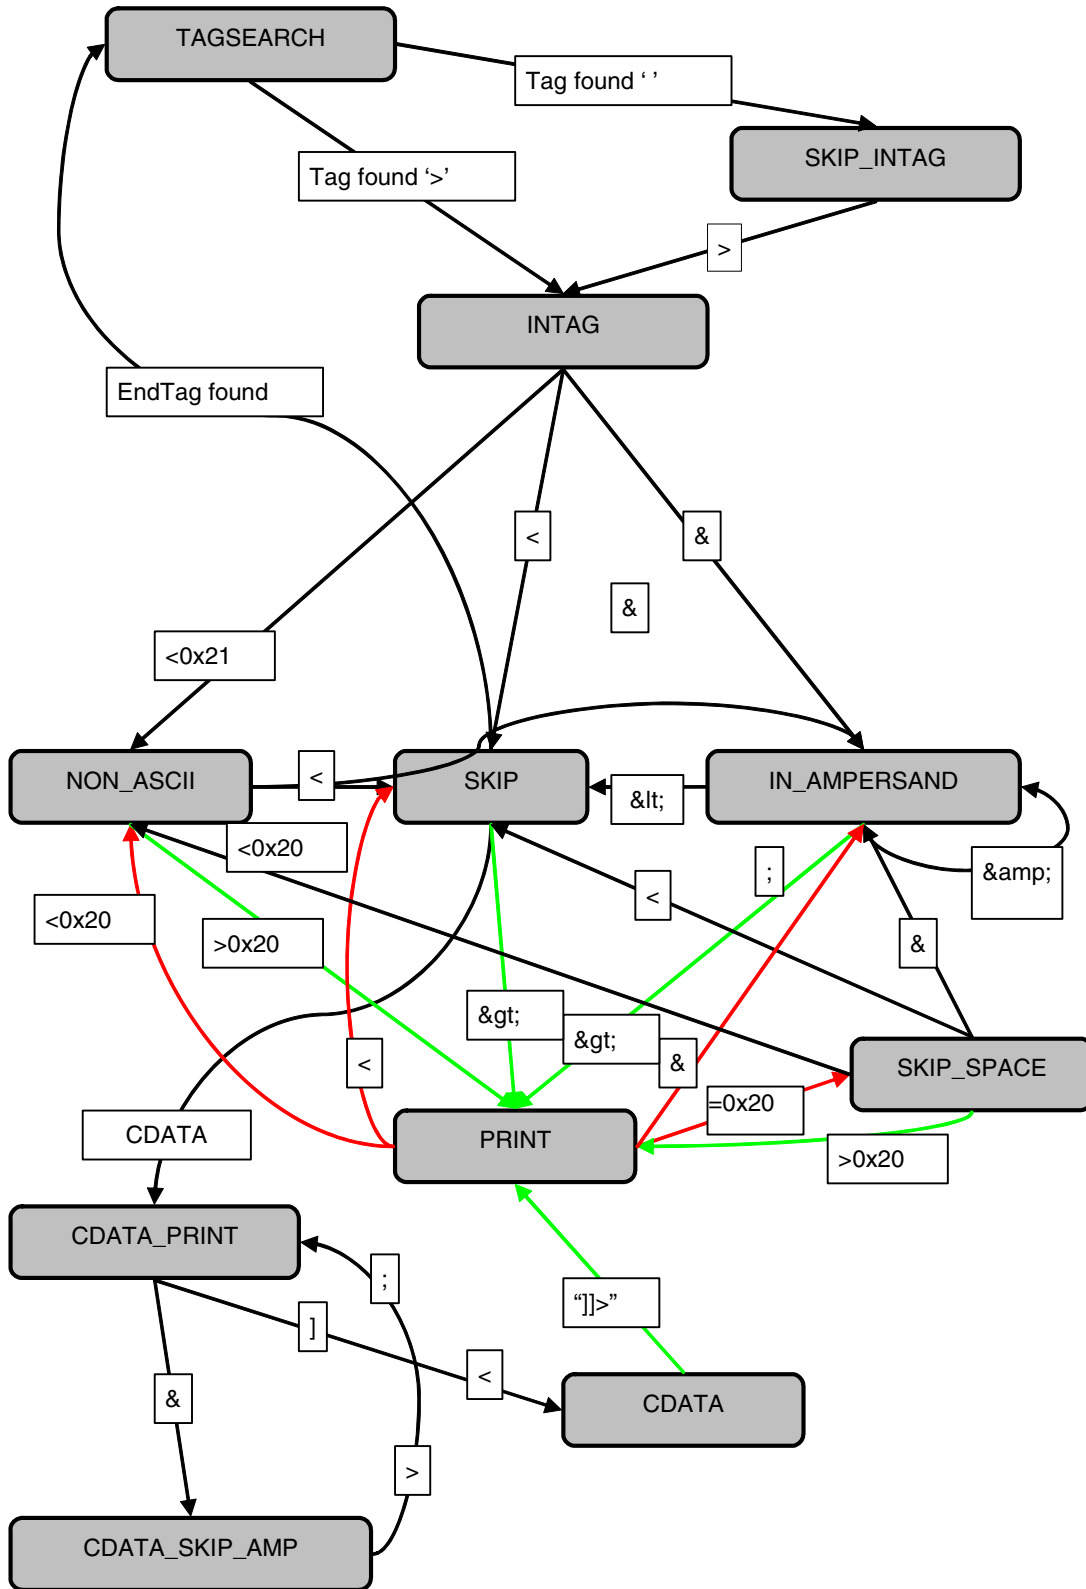 TAGSEARCH
Tag found ‘ ’
SKIP_INTAG
Tag found ‘>’
>
INTAG
EndTag found
<
&
&
<0x21
NON_ASCII
<
SKIP
&lt;
IN_AMPERSAND
<0x20
;
&amp;
<0x20
>0x20
<
&
&gt;
&gt;
&
<
SKIP_SPACE
=0x20
PRINT
CDATA
>0x20
CDATA_PRINT
;
“]]>”
]
<
&
CDATA
>
CDATA_SKIP_AMP